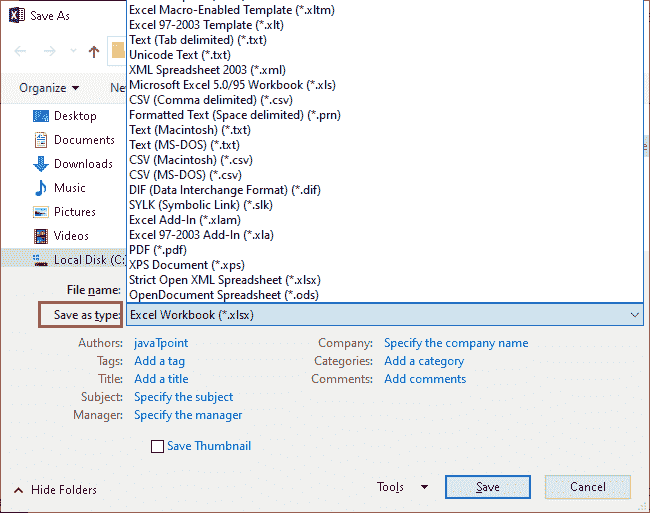 Save As
Excel Macro-Enabled Template (*.xltm)
Excel 97-2003 Template (*.xlt)
Text (Tab delimited) (*.txt)
Unicode Text (*.txt)
XML Spreadsheet 2003 (*.xml)
Microsoft Excel 5.0/95 Workbook (*.xls)
CSV (Comma delimited) (*.csv)
Formatted Text (Space delimited) (*.prn)
Text (Macintosh) (*.txt)
Text (MS-DOS) (*.txt)
CSV (Macintosh) (*.csv)
CSV (MS-DOS) (*.csv)
DIF (Data Interchange Format) (*.dif)
SYLK (Symbolic Link) (*.slk)
Excel Add-In (*.xlam)
Excel 97-2003 Add-In (*.xla)
PDF (*.pdf)
XPS Document (*.xps)
Strict Open XML Spreadsheet (*.xlsx)
OpenDocument Spreadsheet (*.ods)
Organize Ne
Desktop
Documents
Downloads
Music
Pictures
Videos
Local Disk (C:
File name:
Save as type: Excel Workbook (*.xlsx)
Authors: javaTpoint
Tags: Add a tag
Title: Add a title
Subject: Specify the subject
Manager: Specify the manager
Company: Specify the company name
Categories: Add a category
Comments: Add comments
Save Thumbnail
Hide Folders
Tools Save Cancel